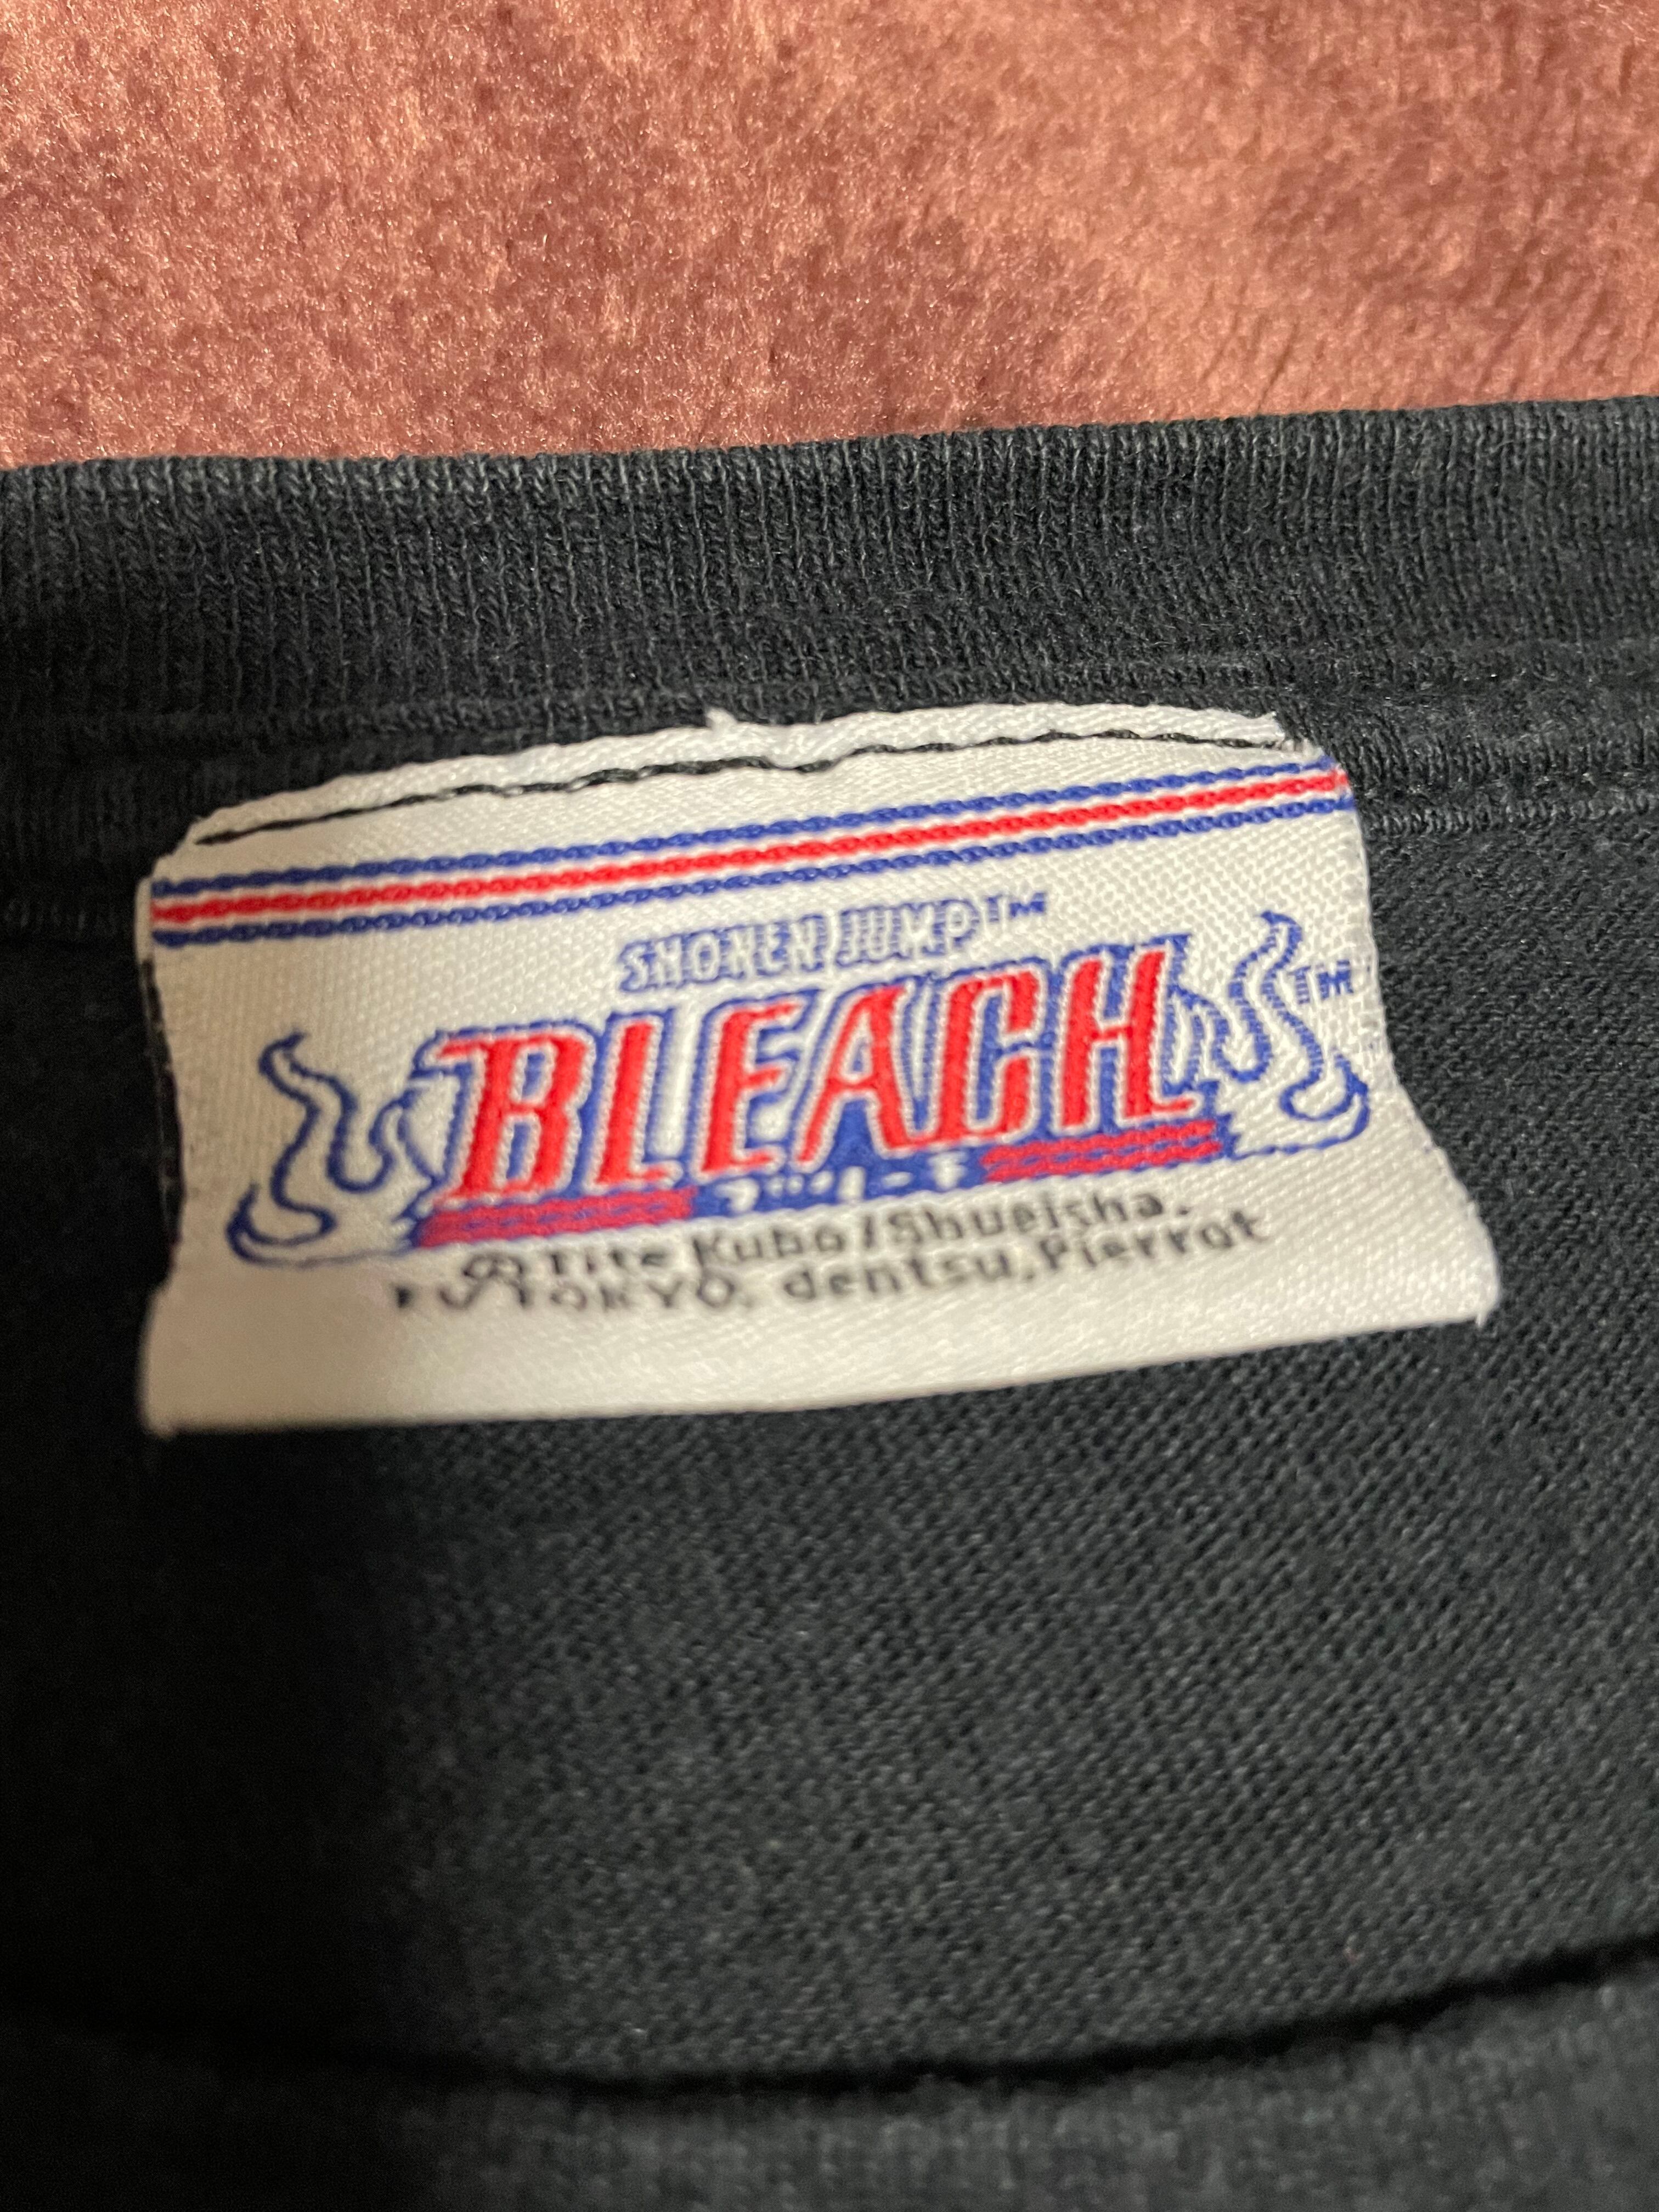 SHONEN JUMP™
BLEACH™
ブリーチ
© Tite Kubo/Shueisha.
TV TOKYO, dentsu, Pierrot